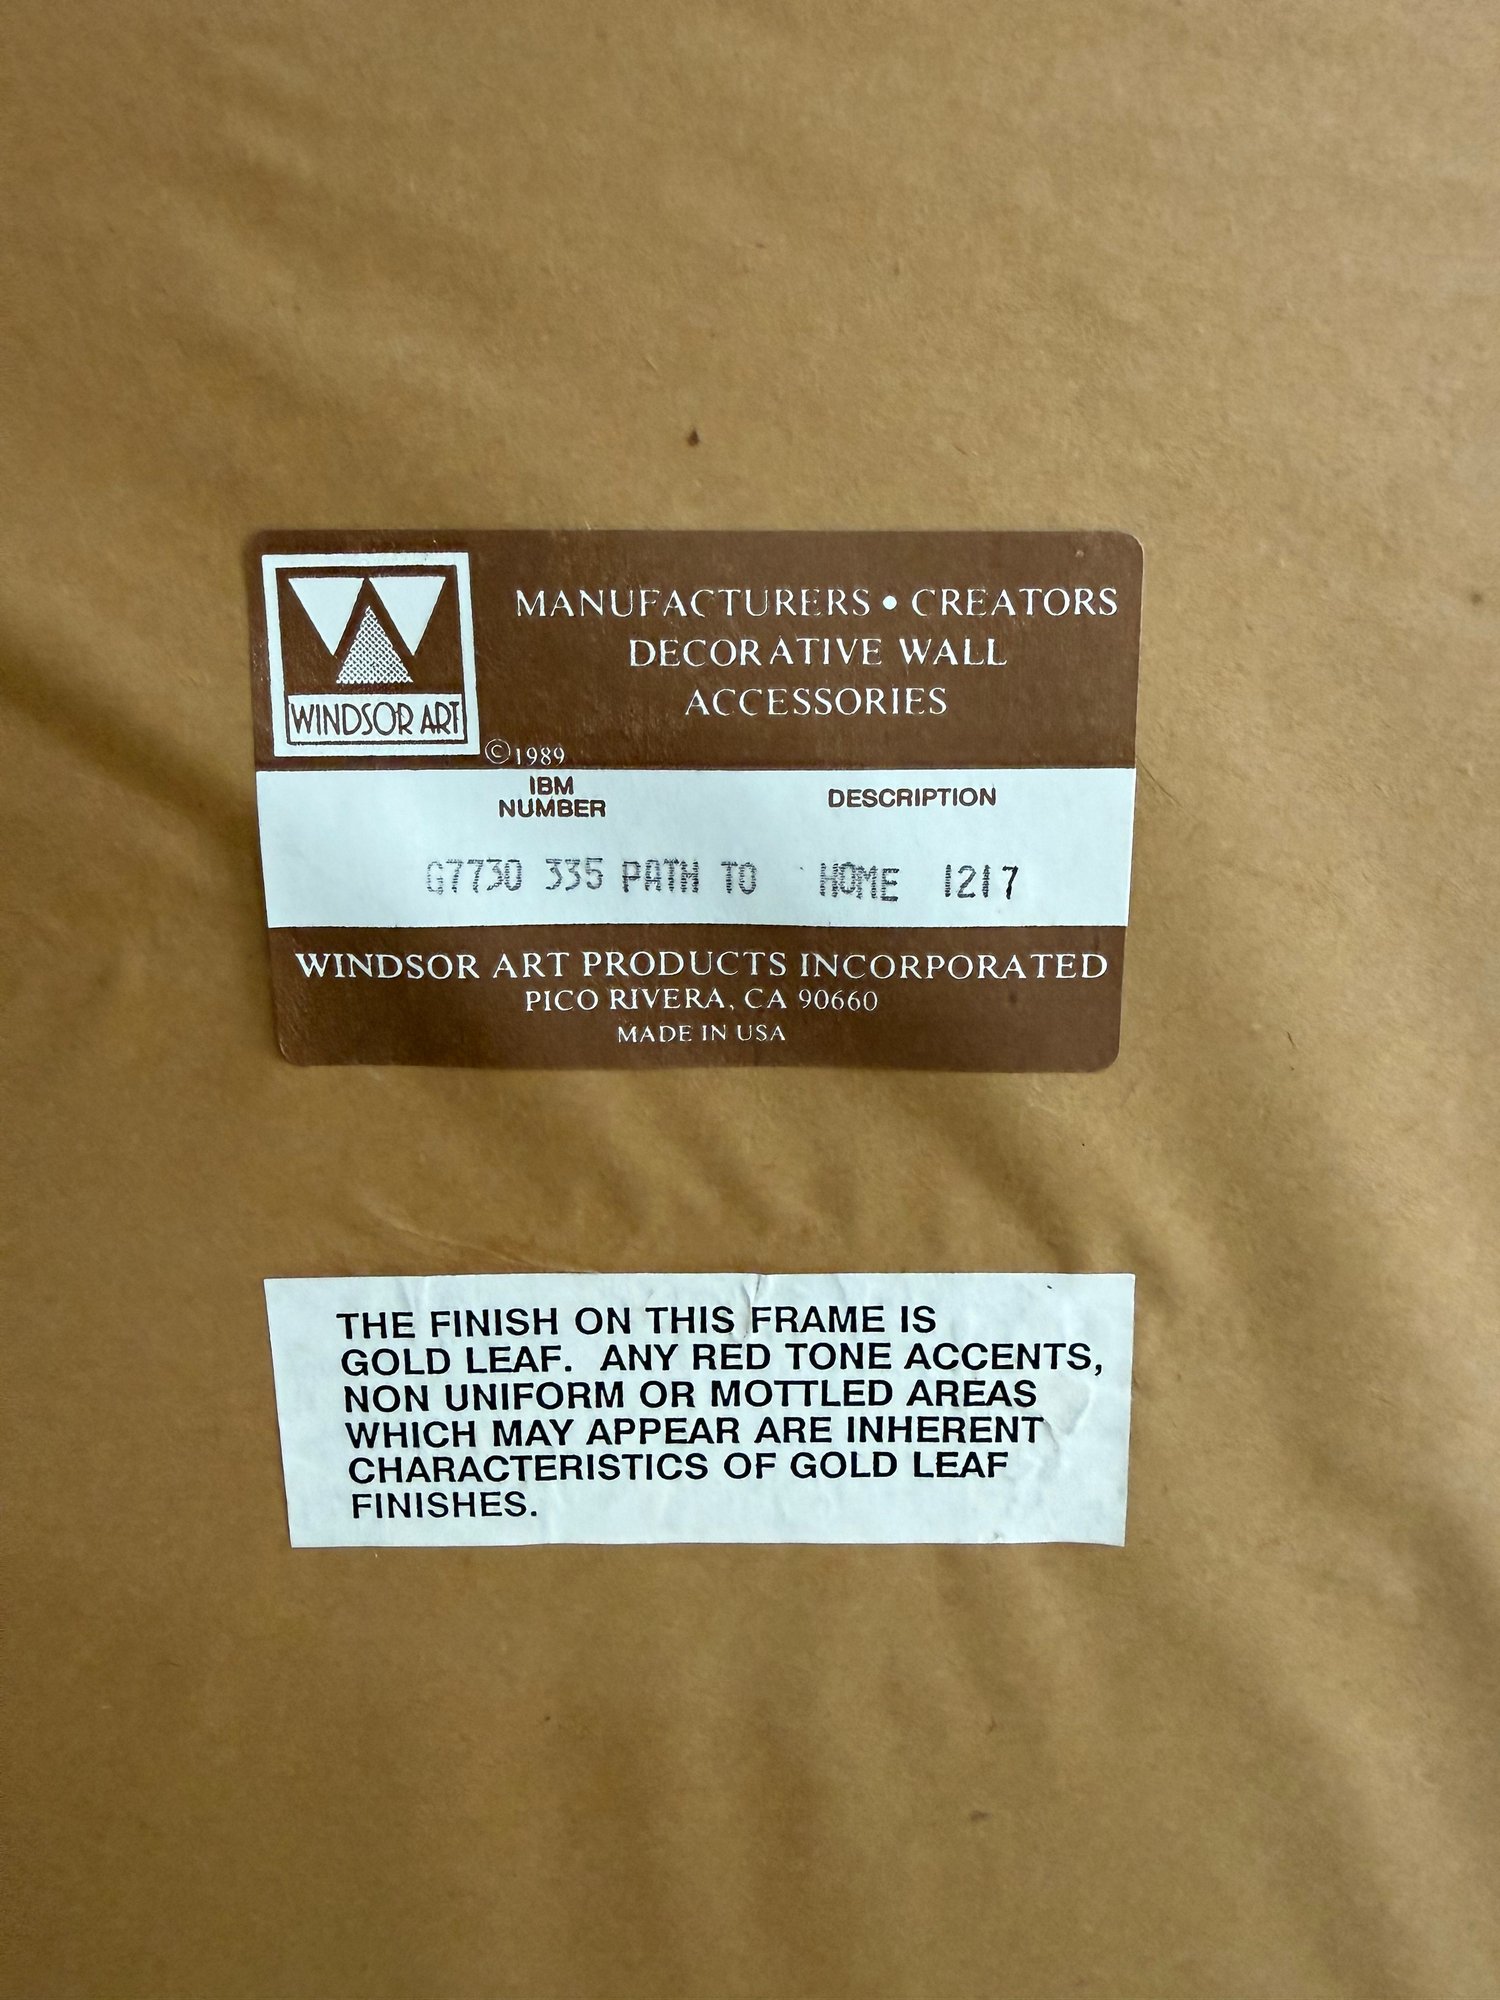 MANUFACTURERS • CREATORS
DECORATIVE WALL
ACCESSORIES
WINDSOR ART
©1989
IBM
NUMBER
DESCRIPTION
G7730 335 PATH TO HOME 1217
WINDSOR ART PRODUCTS INCORPORATED
PICO RIVERA, CA 90660
MADE IN USA
THE FINISH ON THIS FRAME IS
GOLD LEAF. ANY RED TONE ACCENTS,
NON UNIFORM OR MOTTLED AREAS
WHICH MAY APPEAR ARE INHERENT
CHARACTERISTICS OF GOLD LEAF
FINISHES.